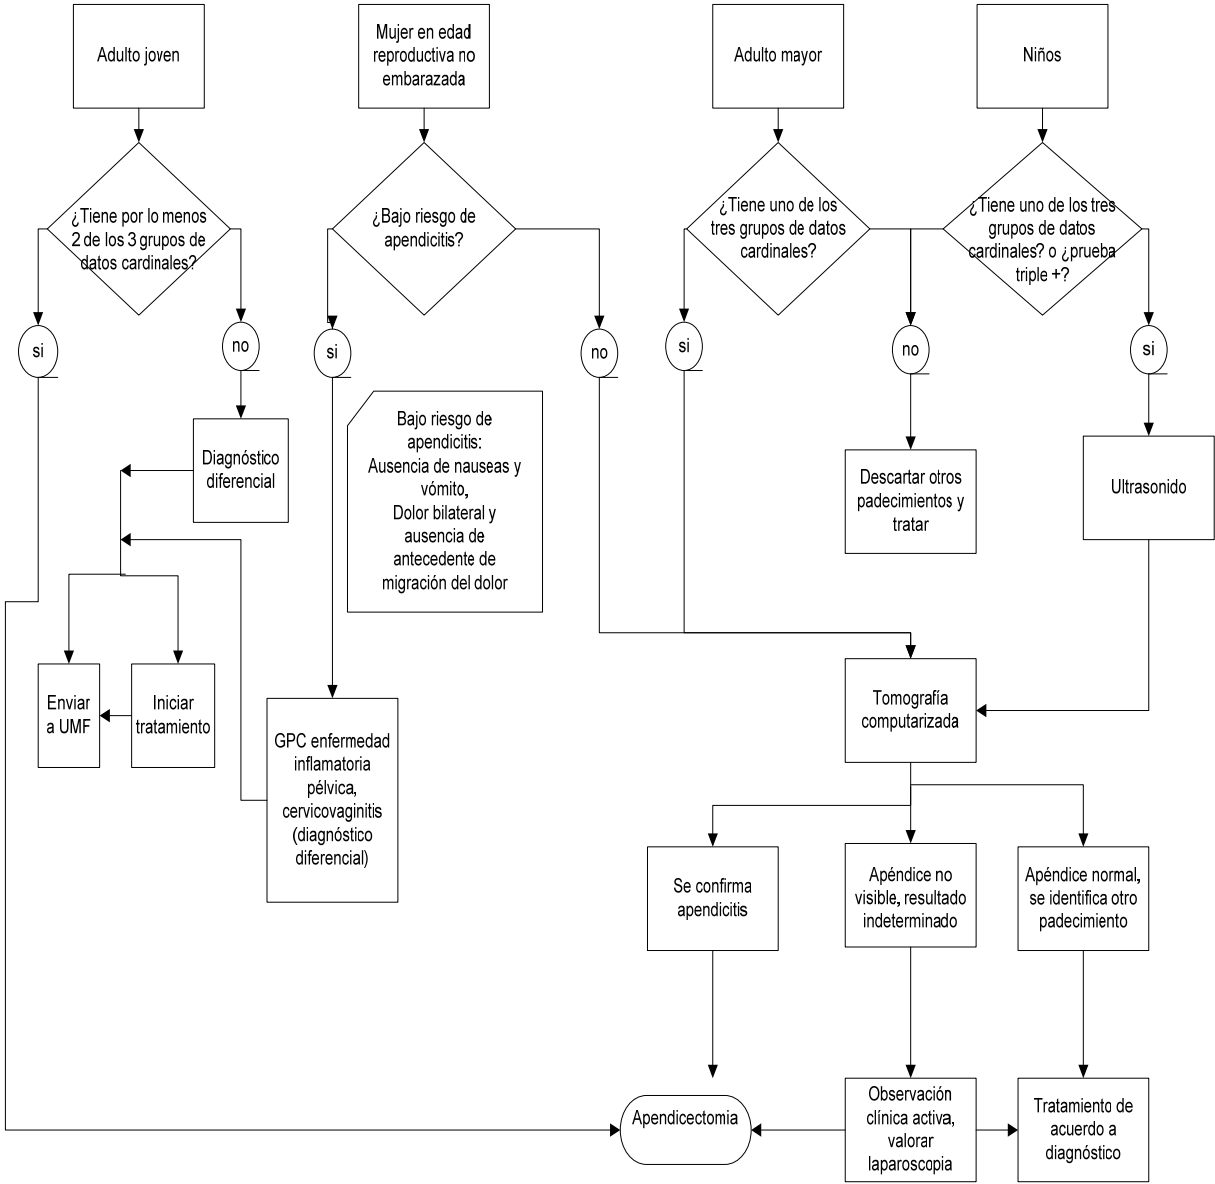 Adulto joven
Mujer en edad
reproductiva no
embarazada
Adulto mayor
Niños
¿Tiene por lo menos
2 de los 3 grupos de
datos cardinales?
¿Bajo riesgo de
apendicitis?
¿Tiene uno de los
tres grupos de datos
cardinales?
¿Tiene uno de los tres
grupos de datos
cardinales? o ¿prueba
triple +?
si
no
si
no
si
no
si
Bajo riesgo de
apendicitis:
Ausencia de nauseas y
vómito,
Dolor bilateral y
ausencia de
antecedente de
migración del dolor
Diagnóstico
diferencial
Descartar otros
padecimientos y
tratar
Ultrasonido
Enviar
a UMF
Iniciar
tratamiento
GPC enfermedad
inflamatoria
pélvica,
cervicovaginitis
(diagnóstico
diferencial)
Tomografía
computarizada
Se confirma
apendicitis
Apéndice no
visible, resultado
indeterminado
Apéndice normal,
se identifica otro
padecimiento
Apendicectomia
Observación
clínica activa,
valorar
laparoscopia
Tratamiento de
acuerdo a
diagnóstico